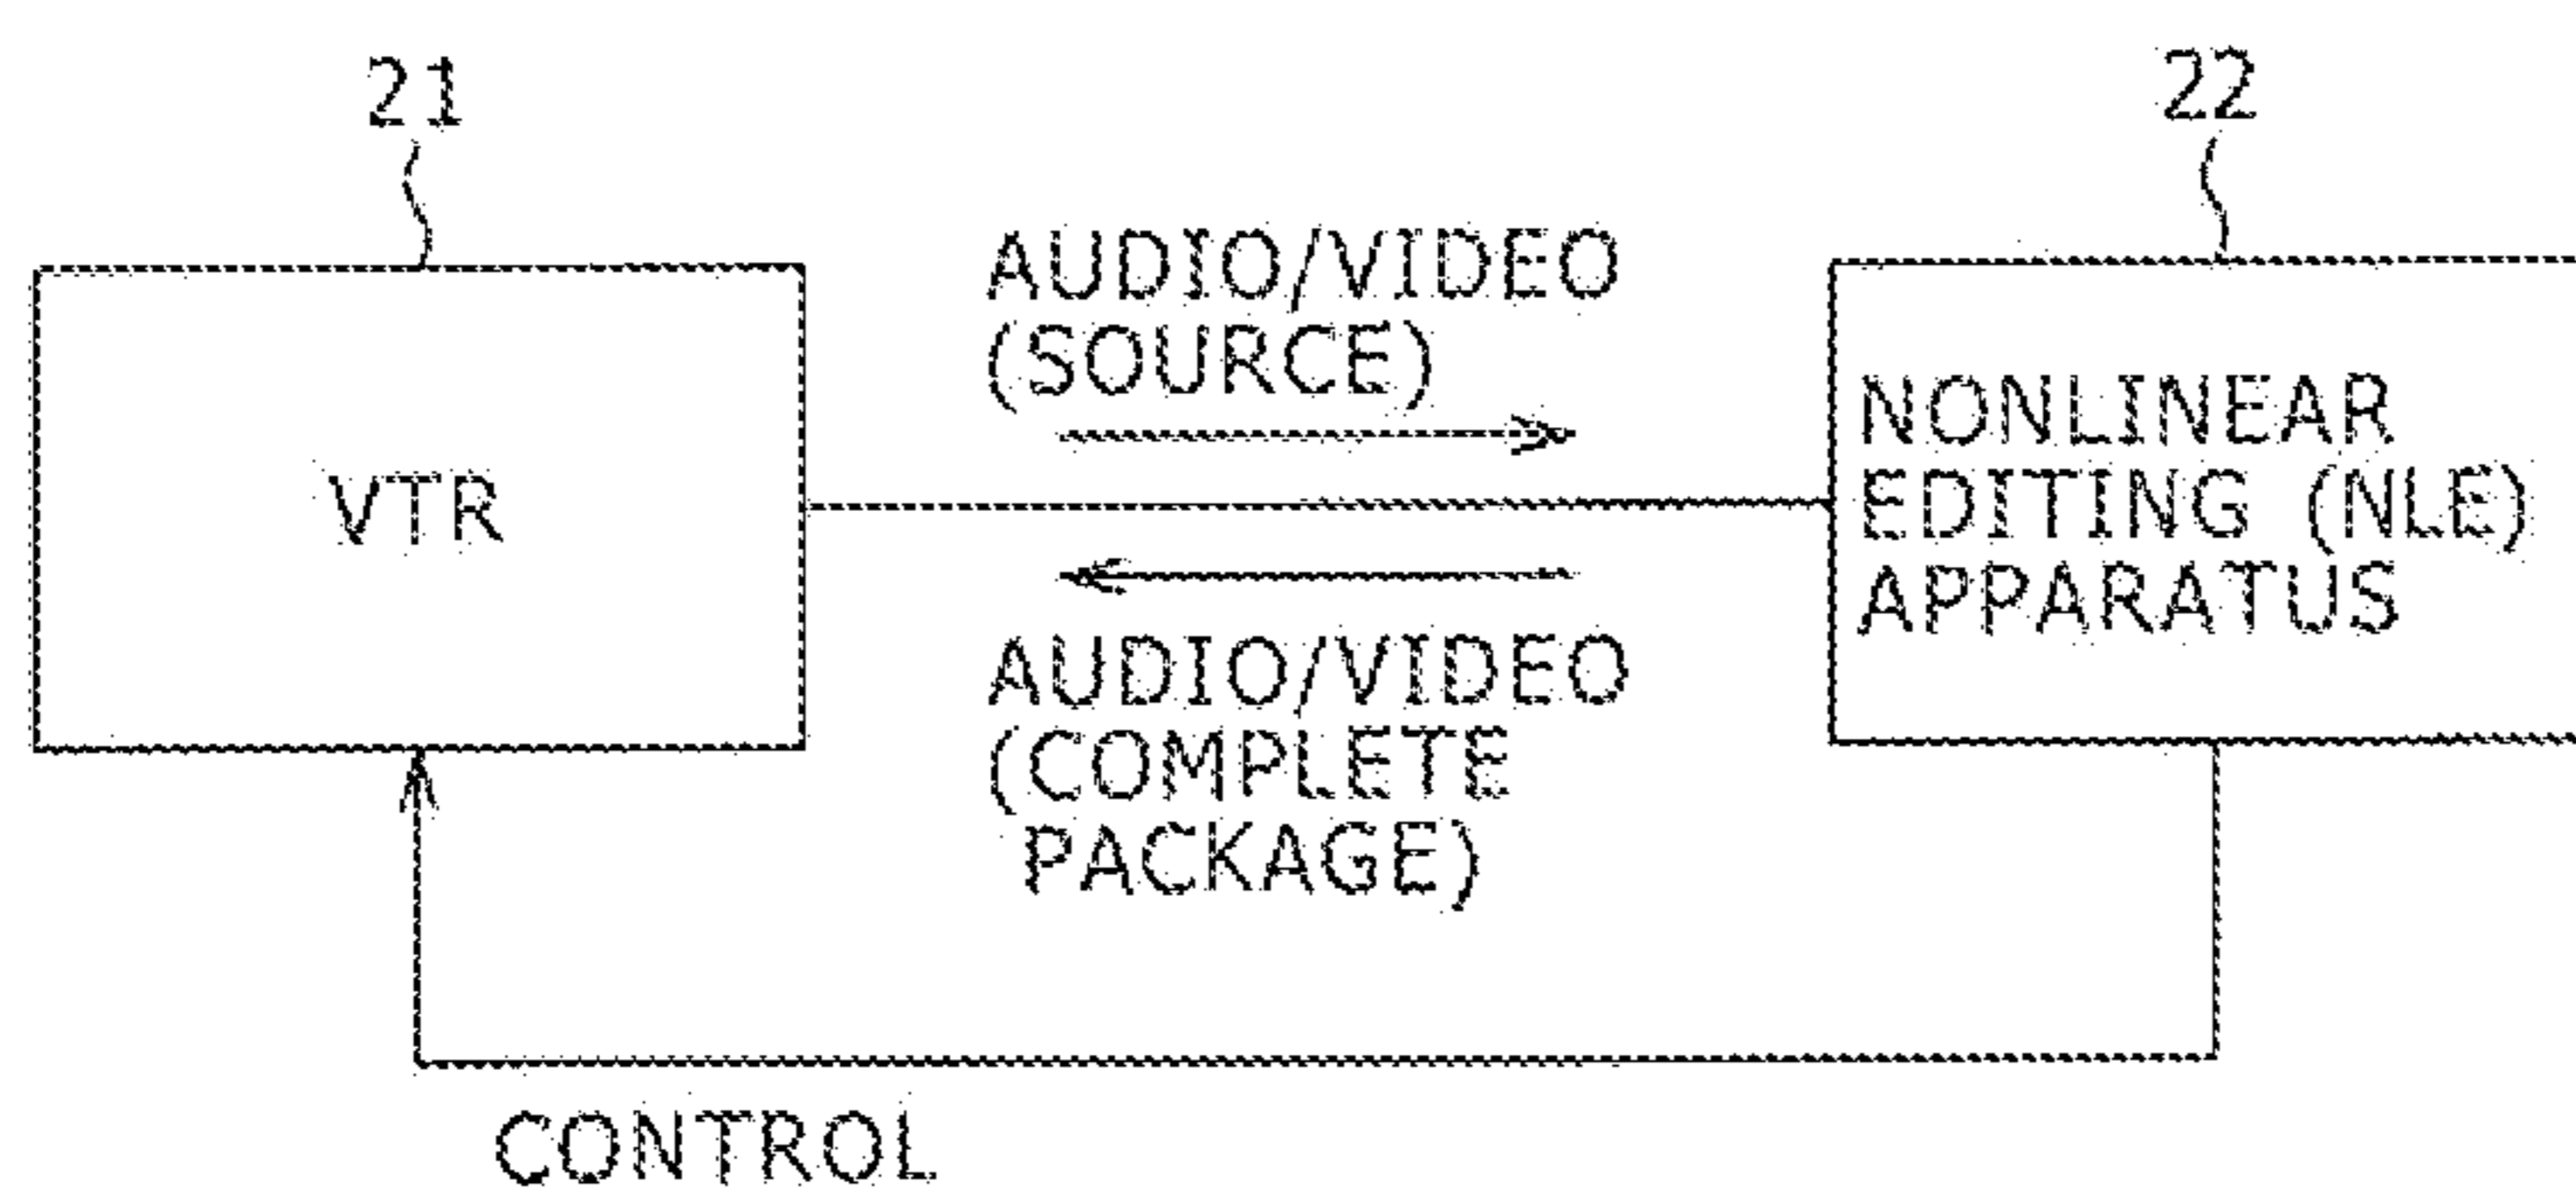 21
22
AUDIO/VIDEO
(SOURCE)
VTR
NONLINEAR
EDITING (NLE)
APPARATUS
AUDIO/VIDEO
(COMPLETE
PACKAGE)
CONTROL